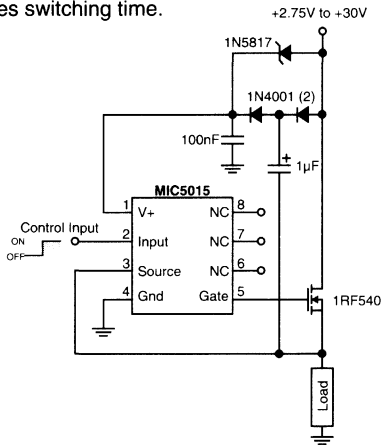 es switching time.
+2.75V to +30V
1N5817
1N4001 (2)
100nF
+
1µF
MIC5015
1 V+ NC 8
Control Input
ON
OFF
2 Input NC 7
3 Source NC 6
4 Gnd Gate 5
1RF540
Load